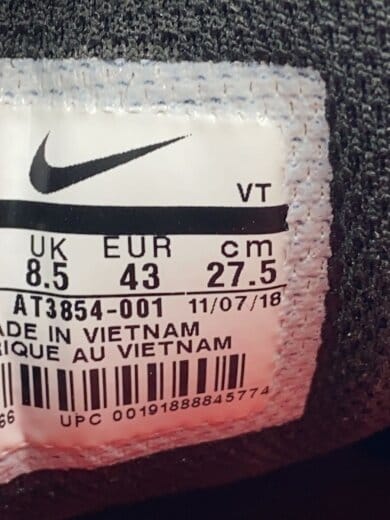 VT
UK EUR cm
8.5 43 27.5
AT3854-001 11/07/18
ADE IN VIETNAM
RIQUE AU VIETNAM
66 UPC 00191888845774